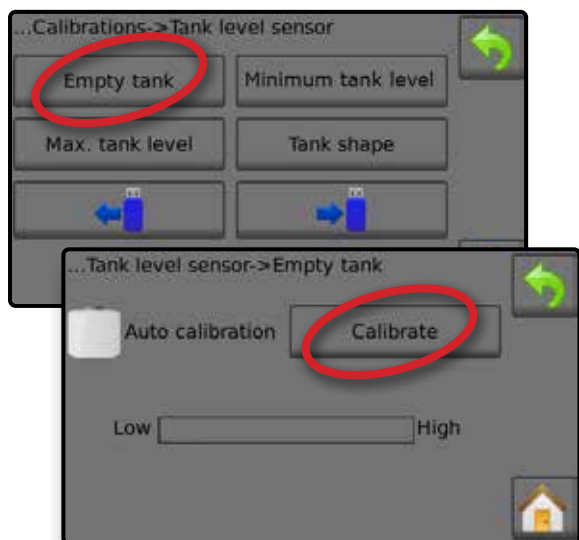 ...Calibrations->Tank level sensor
Empty tank
Minimum tank level
Max. tank level
Tank shape
...Tank level sensor->Empty tank
Auto calibration
Calibrate
Low
High